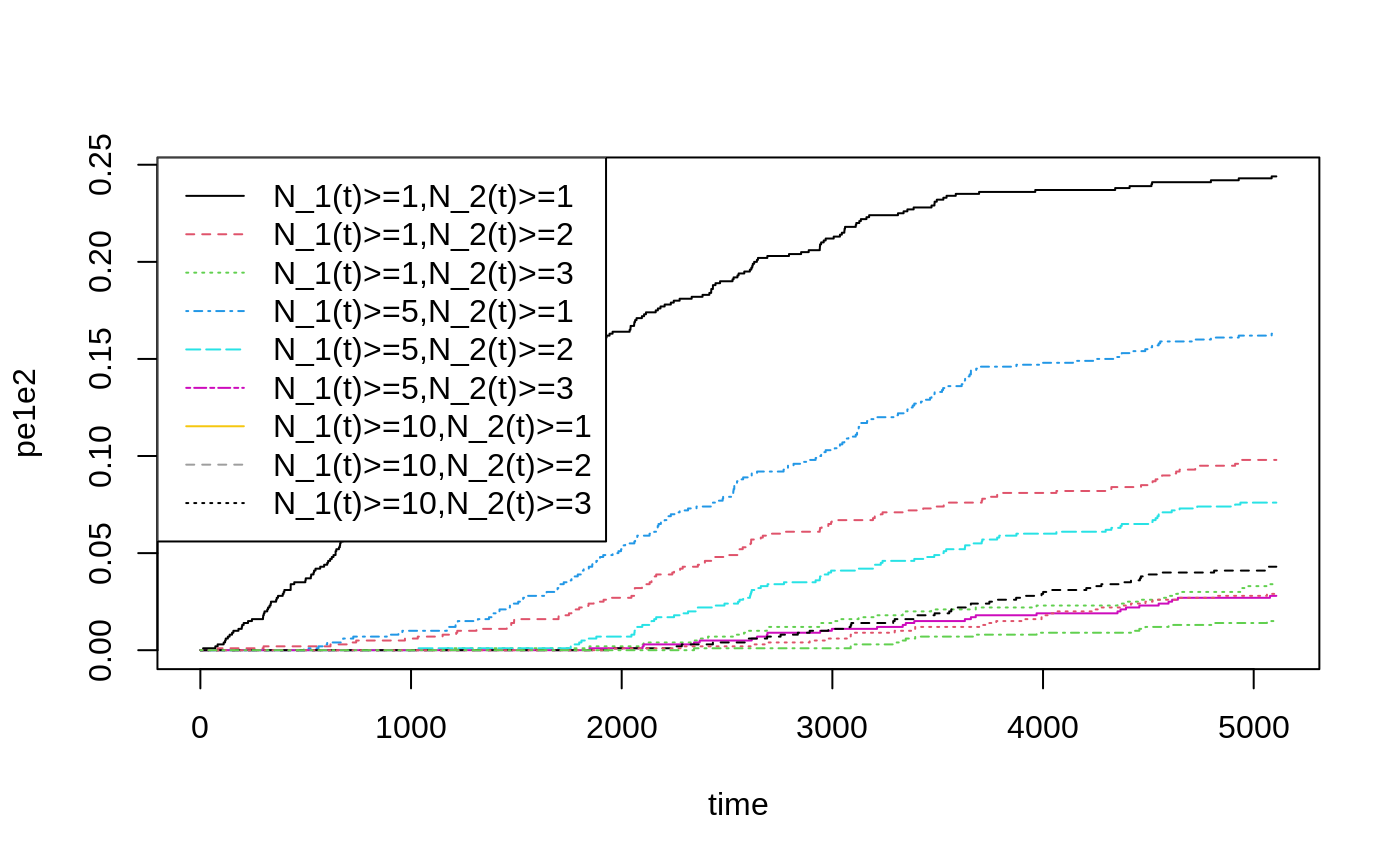 pe1e2
0.25
0.20
0.15
0.10
0.05
0.00
N_1(t)>=1,N_2(t)>=1
N_1(t)>=1,N_2(t)>=2
N_1(t)>=1,N_2(t)>=3
N_1(t)>=5,N_2(t)>=1
N_1(t)>=5,N_2(t)>=2
N_1(t)>=5,N_2(t)>=3
N_1(t)>=10,N_2(t)>=1
N_1(t)>=10,N_2(t)>=2
N_1(t)>=10,N_2(t)>=3
0 1000 2000 3000 4000 5000
time